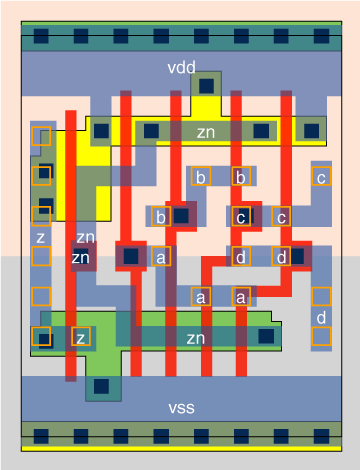 vdd
zn
b b c
b c c
z zn
zn a d d
a a
d
z zn
vss